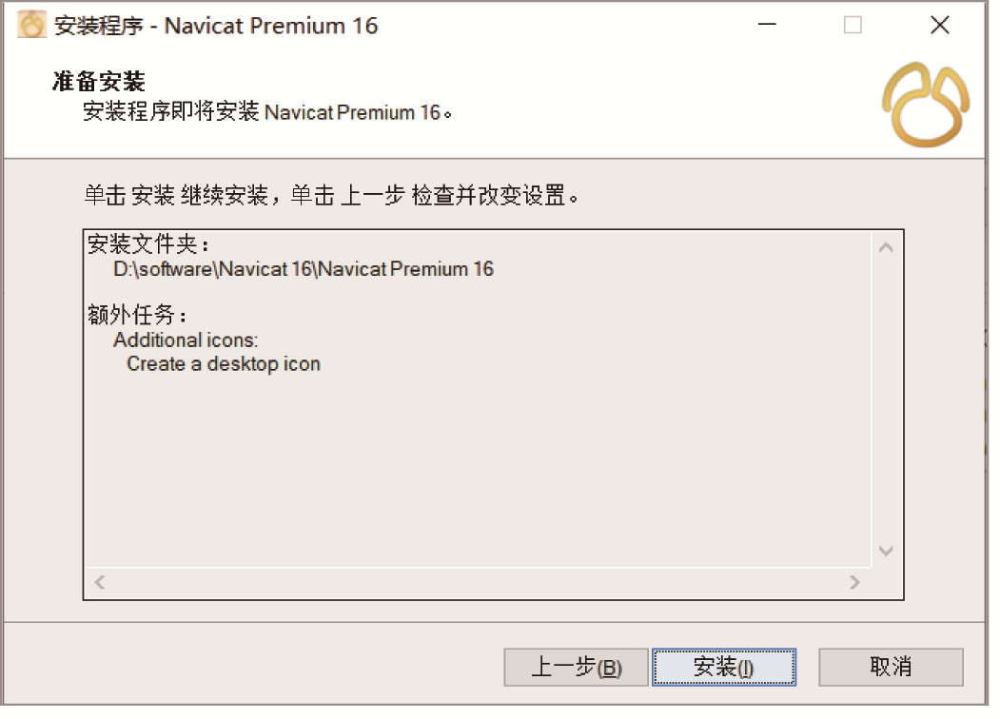 安装程序 - Navicat Premium 16
准备安装
安装程序即将安装 Navicat Premium 16。
单击 安装 继续安装，单击 上一步 检查并改变设置。
安装文件夹：
D:\software\Navicat 16\Navicat Premium 16
额外任务：
Additional icons:
Create a desktop icon
上一步(B)
安装(I)
取消